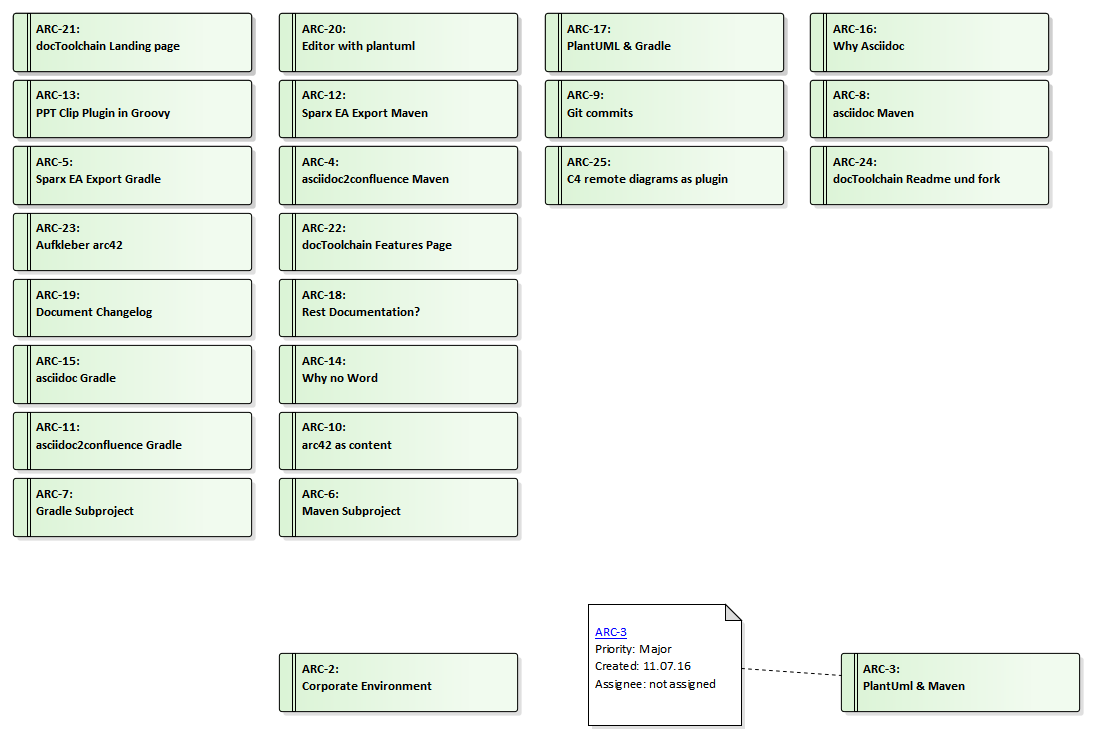 ARC-21:
docToolchain Landing page
ARC-20:
Editor with plantuml
ARC-17:
PlantUML & Gradle
ARC-16:
Why Asciidoc
ARC-13:
PPT Clip Plugin in Groovy
ARC-12:
Sparx EA Export Maven
ARC-9:
Git commits
ARC-8:
asciidoc Maven
ARC-5:
Sparx EA Export Gradle
ARC-4:
asciidoc2confluence Maven
ARC-25:
C4 remote diagrams as plugin
ARC-24:
docToolchain Readme und fork
ARC-23:
Aufkleber arc42
ARC-22:
docToolchain Features Page
ARC-19:
Document Changelog
ARC-18:
Rest Documentation?
ARC-15:
asciidoc Gradle
ARC-14:
Why no Word
ARC-11:
asciidoc2confluence Gradle
ARC-10:
arc42 as content
ARC-7:
Gradle Subproject
ARC-6:
Maven Subproject
ARC-2:
Corporate Environment
ARC-3
Priority: Major
Created: 11.07.16
Assignee: not assigned
ARC-3:
PlantUml & Maven